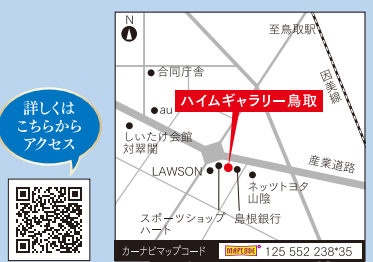 N
至鳥取駅
因美線
合同庁舎
au
ハイムギャラリー鳥取
しいたけ会館
対翠閣
LAWSON
産業道路
ネッツトヨタ
山陰
スポーツショップ
ハート
島根銀行
カーナビマップコード MAPCODE 125 552 238*35
詳しくは
こちらから
アクセス